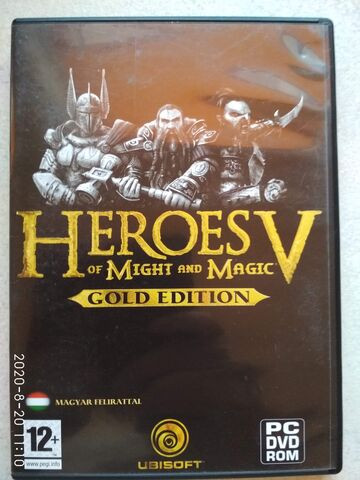 HEROES V
OF MIGHT AND MAGIC
GOLD EDITION
MAGYAR FELIRATTAL
12+
www.pegi.info
UBISOFT
PC
DVD
ROM
2020-8-20 11:10